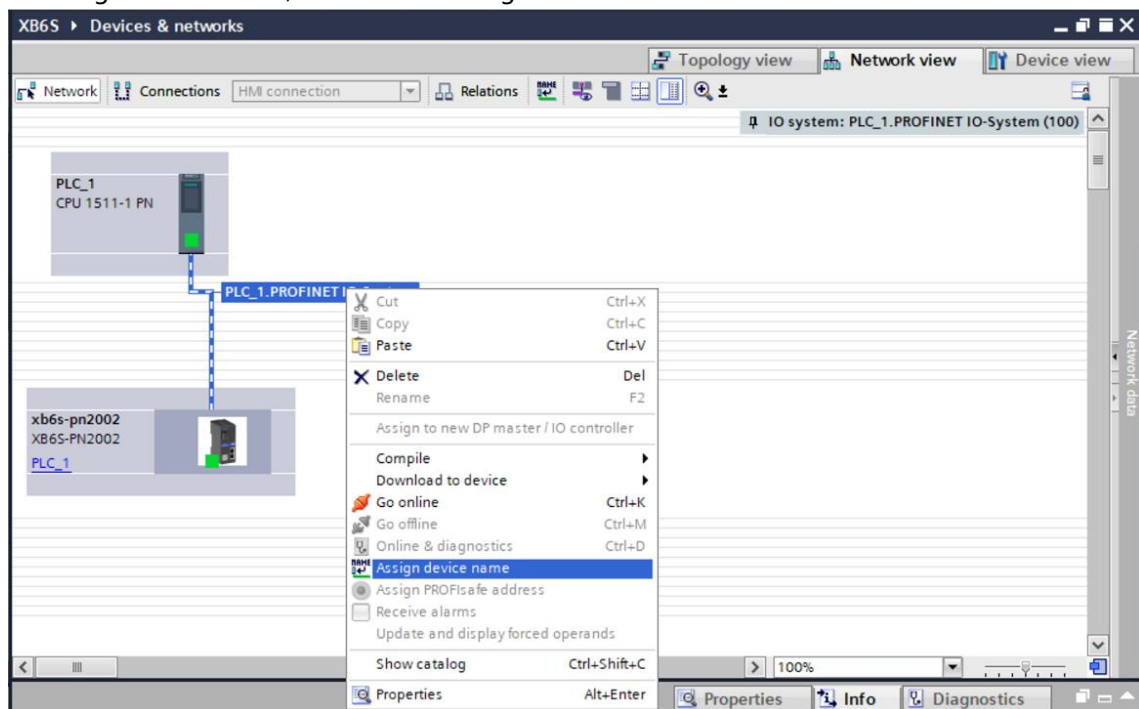 XB6S ▸ Devices & networks
Topology view Network view Device view
Network Connections HMI connection Relations
IO system: PLC_1.PROFINET IO-System (100)
PLC_1
CPU 1511-1 PN
PLC_1.PROFINET
Cut Ctrl+X
Copy Ctrl+C
Paste Ctrl+V
Delete Del
Rename F2
Assign to new DP master / IO controller
Compile
Download to device
Go online Ctrl+K
Go offline Ctrl+M
Online & diagnostics Ctrl+D
Assign device name
Assign PROFIsafe address
Receive alarms
Update and display forced operands
Show catalog Ctrl+Shift+C
Properties Alt+Enter
xb6s-pn2002
XB6S-PN2002
PLC_1
Network data
100%
Properties Info Diagnostics